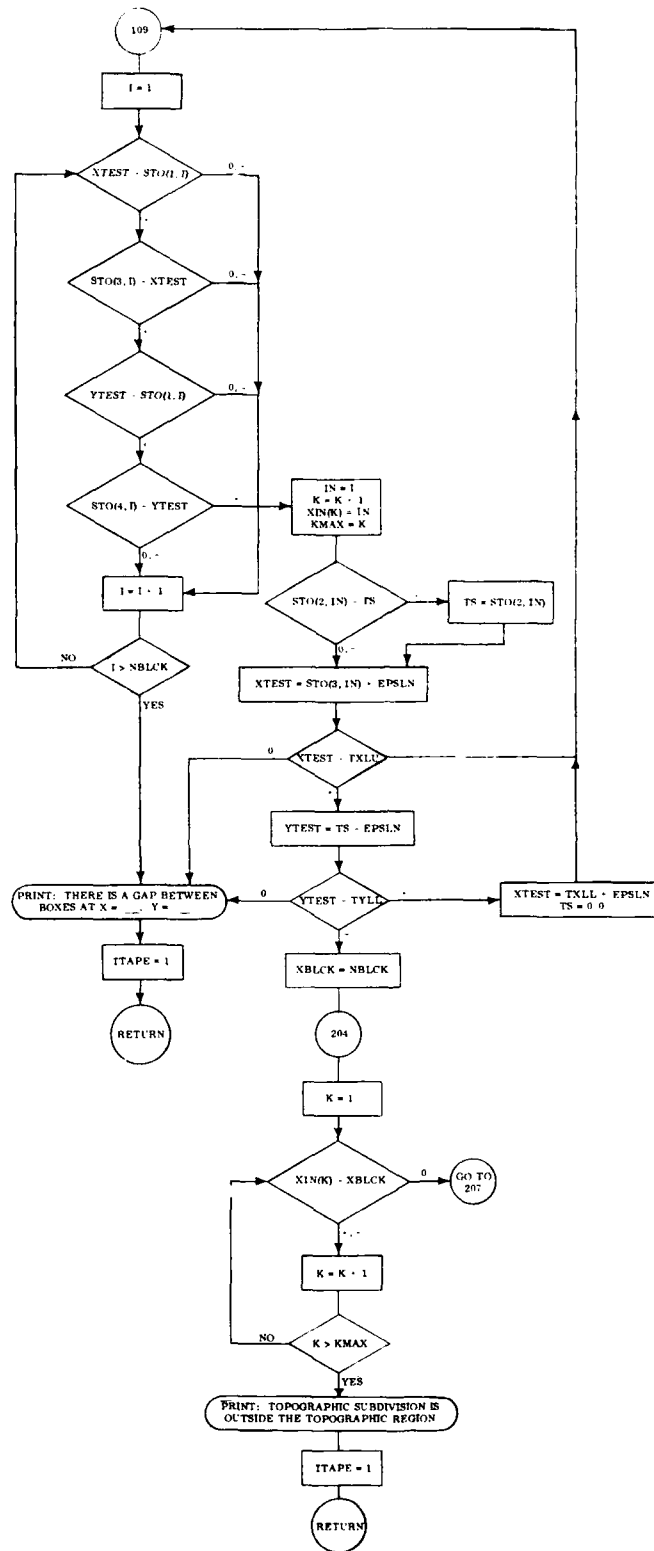 109
I = 1
XTEST - STO(1, I)
0, -
STO(3, I) - XTEST
0, -
YTEST - STO(1, I)
0, -
STO(4, I) - YTEST
0, -
IN = I
K = K + 1
XIN(K) = IN
KMAX = K
I = I + 1
STO(2, IN) - TS
0, -
TS = STO(2, IN)
I > NBLCK
NO
YES
XTEST = STO(3, IN) + EPSLN
XTEST - TXLU
0
YTEST = TS - EPSLN
PRINT: THERE IS A GAP BETWEEN
BOXES AT X = __, Y = __
YTEST - TYLL
0
XTEST = TXLL + EPSLN
TS = 0.0
ITAPE = 1
XBLCK = NBLCK
RETURN
204
K = 1
XIN(K) - XBLCK
0
GO TO
207
+, -
K = K + 1
K > KMAX
NO
YES
PRINT: TOPOGRAPHIC SUBDIVISION IS
OUTSIDE THE TOPOGRAPHIC REGION
ITAPE = 1
RETURN